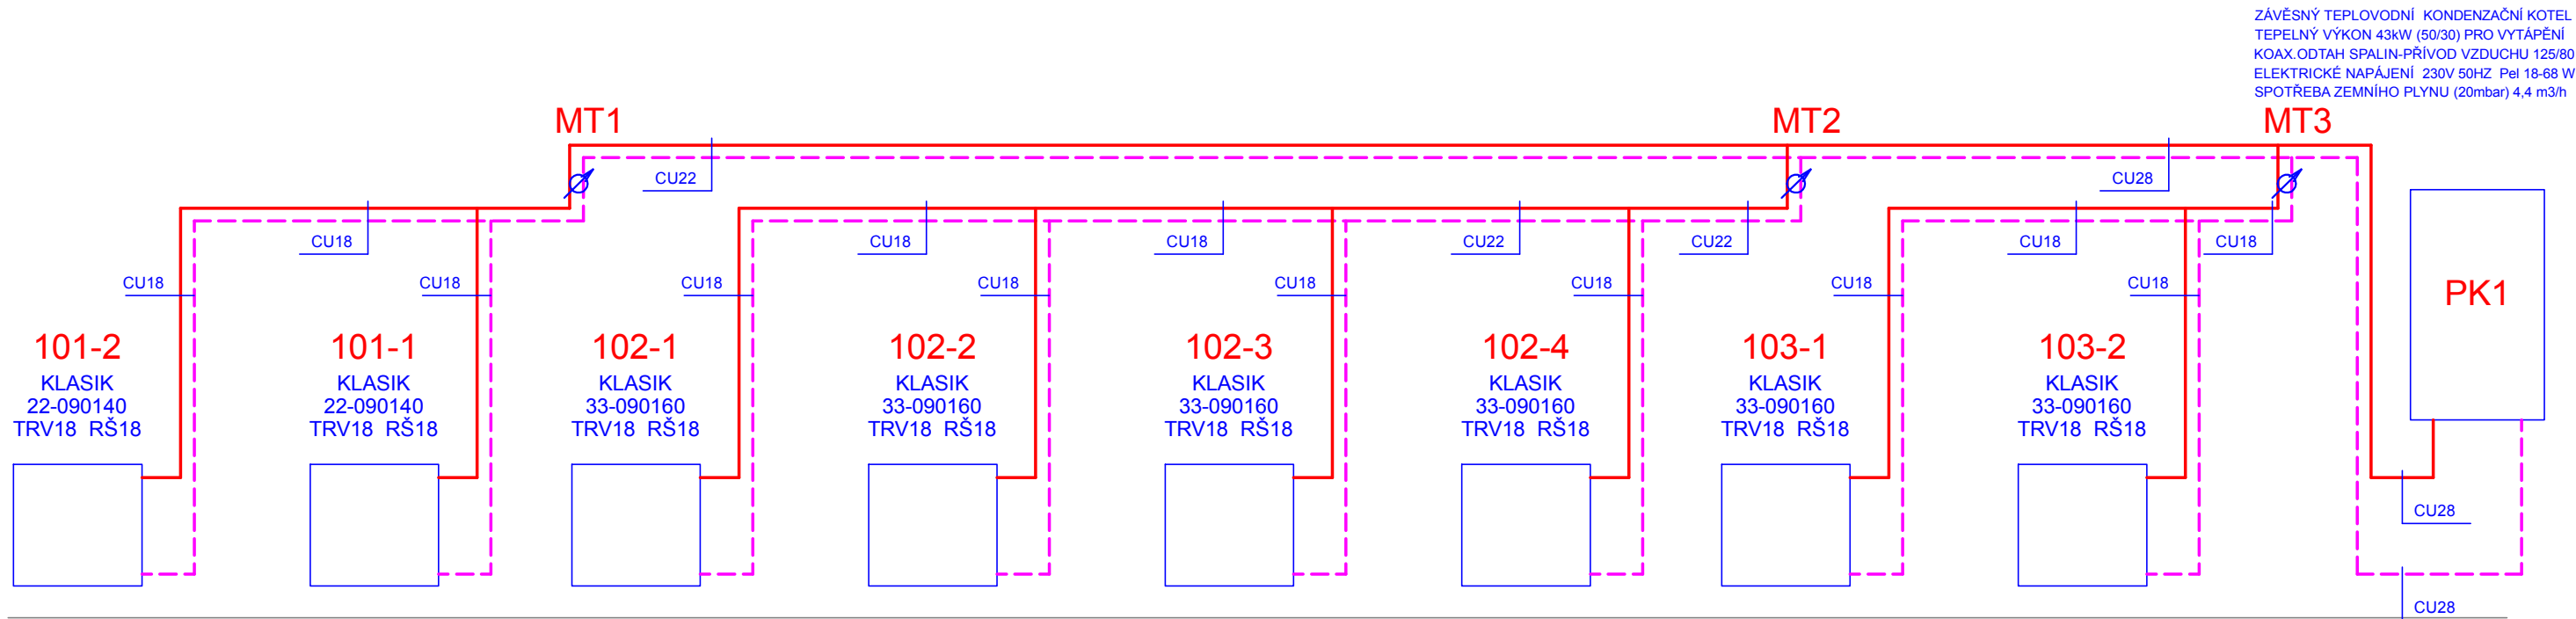 ZÁVĚSNÝ TEPLOVODNÍ KONDENZAČNÍ KOTEL
TEPELNÝ VÝKON 43kW (50/30) PRO VYTÁPĚNÍ
KOAX.ODTAH SPALIN-PŘÍVOD VZDUCHU 125/80
ELEKTRICKÉ NAPÁJENÍ 230V 50HZ Pel 18-68 W
SPOTŘEBA ZEMNÍHO PLYNU (20mbar) 4,4 m3/h
MT1
MT2
MT3
CU22
CU28
CU18
CU18
CU18
CU22
CU22
CU18
CU18
CU18
CU18
CU18
CU18
CU18
CU18
CU18
CU18
PK1
101-2
KLASIK
22-090140
TRV18 RŠ18
101-1
KLASIK
22-090140
TRV18 RŠ18
102-1
KLASIK
33-090160
TRV18 RŠ18
102-2
KLASIK
33-090160
TRV18 RŠ18
102-3
KLASIK
33-090160
TRV18 RŠ18
102-4
KLASIK
33-090160
TRV18 RŠ18
103-1
KLASIK
33-090160
TRV18 RŠ18
103-2
KLASIK
33-090160
TRV18 RŠ18
CU28
CU28